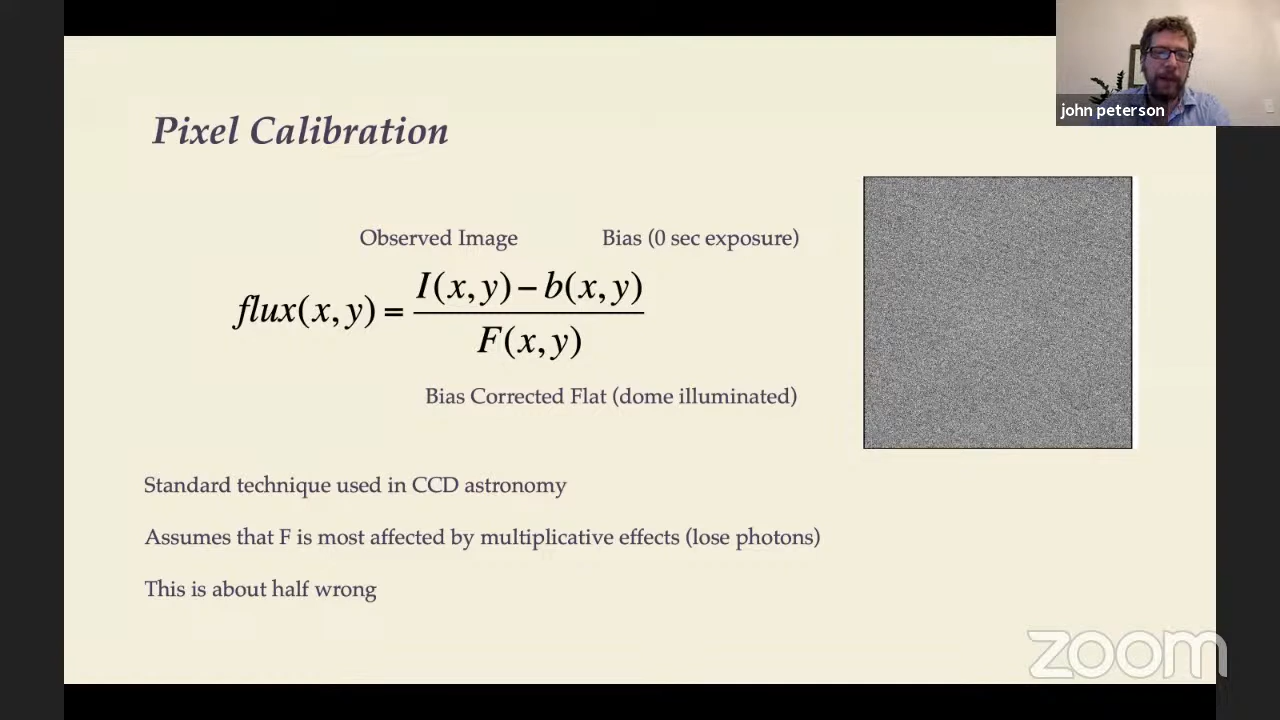 john peterson
Pixel Calibration
Observed Image
Bias (0 sec exposure)
flux(x, y) = \frac{I(x, y) - b(x, y)}{F(x, y)}
Bias Corrected Flat (dome illuminated)
Standard technique used in CCD astronomy
Assumes that F is most affected by multiplicative effects (lose photons)
This is about half wrong
zoom